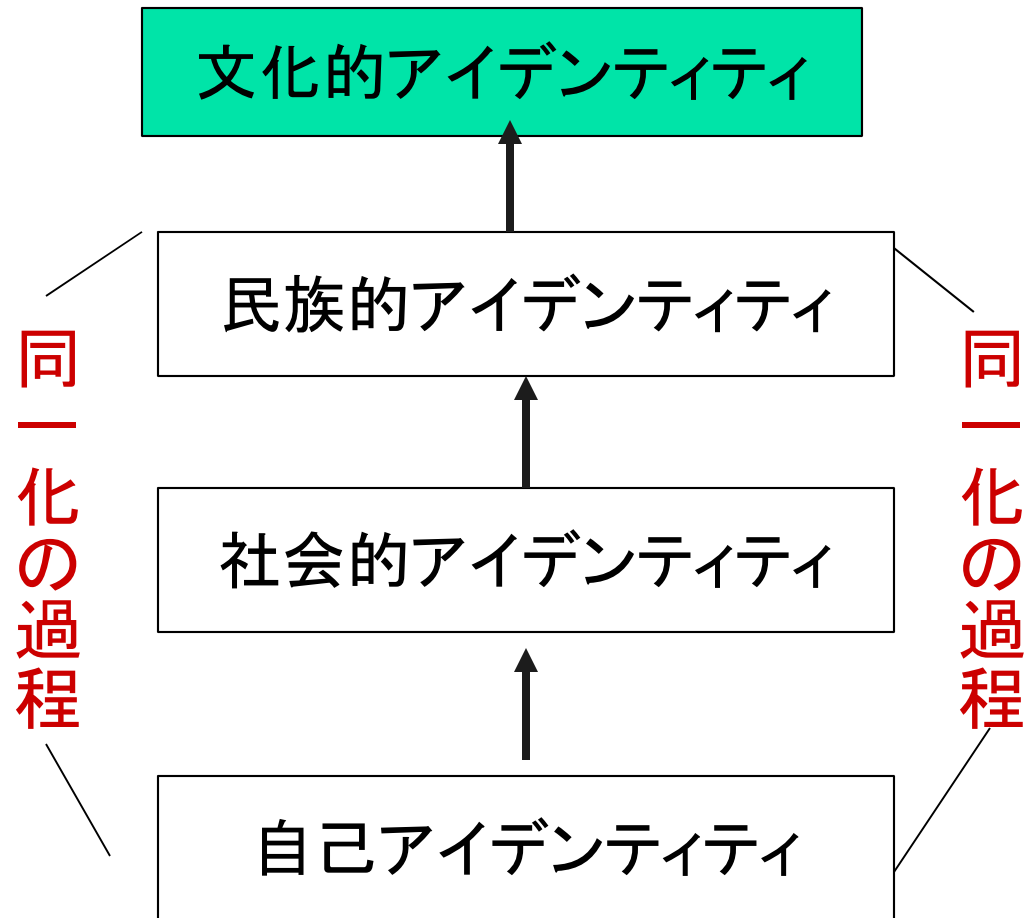 文化的アイデンティティ
民族的アイデンティティ
同一化の過程
同一化の過程
社会的アイデンティティ
自己アイデンティティ